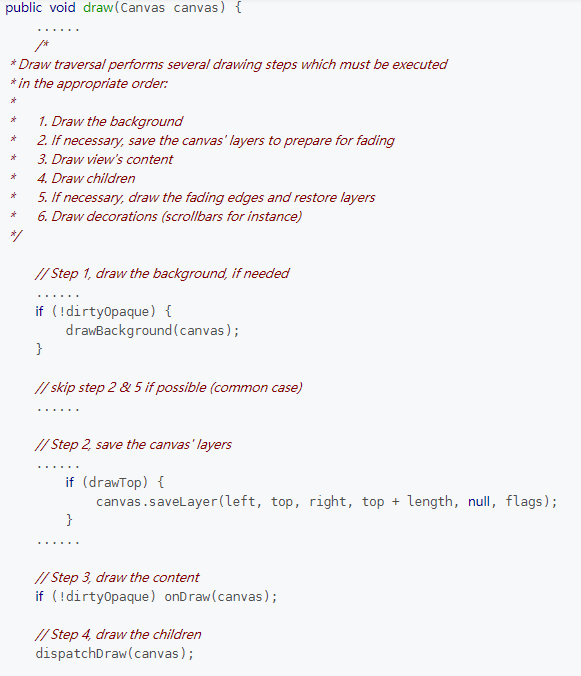 public void draw(Canvas canvas) {
......
/*
* Draw traversal performs several drawing steps which must be executed
* in the appropriate order:
*
* 1. Draw the background
* 2. If necessary, save the canvas' layers to prepare for fading
* 3. Draw view's content
* 4. Draw children
* 5. If necessary, draw the fading edges and restore layers
* 6. Draw decorations (scrollbars for instance)
*/
// Step 1, draw the background, if needed
......
if (!dirtyOpaque) {
drawBackground(canvas);
}
// skip step 2 & 5 if possible (common case)
......
// Step 2, save the canvas' layers
......
if (drawTop) {
canvas.saveLayer(left, top, right, top + length, null, flags);
}
......
// Step 3, draw the content
if (!dirtyOpaque) onDraw(canvas);
// Step 4, draw the children
dispatchDraw(canvas);